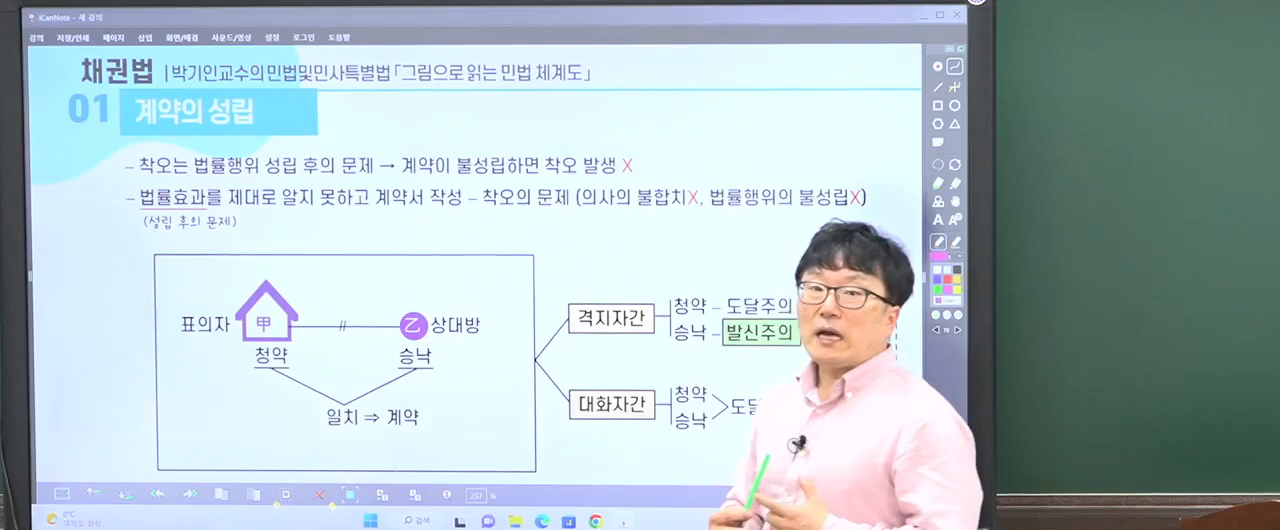 ICanNote - 새 강의
강의 저장/인쇄 페이지 삽입 화면/배경 사운드/영상 설정 로그인 도움말
채권법 | 박기인교수의 민법및민사특별법 「그림으로 읽는 민법 체계도」
01 계약의 성립
– 착오는 법률행위 성립 후의 문제 → 계약이 불성립하면 착오 발생 X
– 법률효과를 제대로 알지 못하고 계약서 작성 – 착오의 문제 (의사의 불합치X, 법률행위의 불성립X)
(성립 후의 문제)
표의자 甲 // 乙 상대방
청약 승낙
일치 ⇒ 계약
격지자간 청약 – 도달주의
승낙 – 발신주의
대화자간 청약
승낙
257 %
0°C
검색